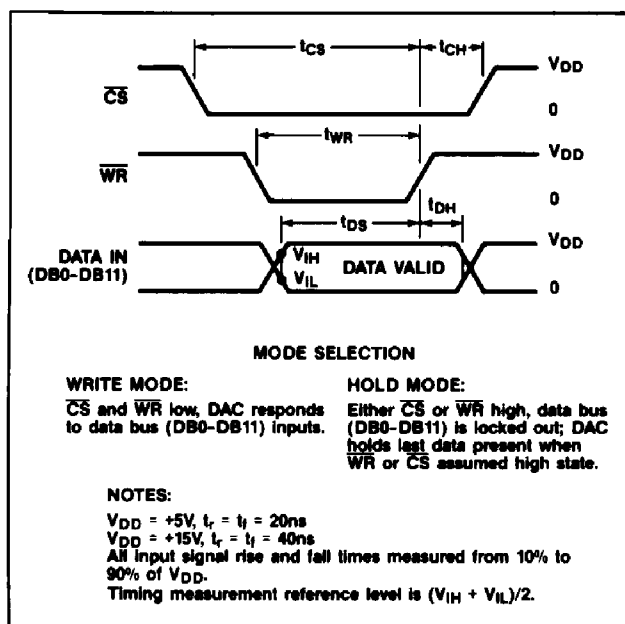 tCS
tCH
VDD
CS
0
tWR
VDD
WR
0
tDS
tDH
VDD
DATA IN
(DB0–DB11)
VIH
VIL
DATA VALID
0
MODE SELECTION
WRITE MODE:
CS and WR low, DAC responds
to data bus (DB0-DB11) inputs.
HOLD MODE:
Either CS or WR high, data bus
(DB0-DB11) is locked out; DAC
holds last data present when
WR or CS assumed high state.
NOTES:
VDD = +5V, tr = tf = 20ns
VDD = +15V, tr = tf = 40ns
All input signal rise and fall times measured from 10% to
90% of VDD.
Timing measurement reference level is (VIH + VIL)/2.